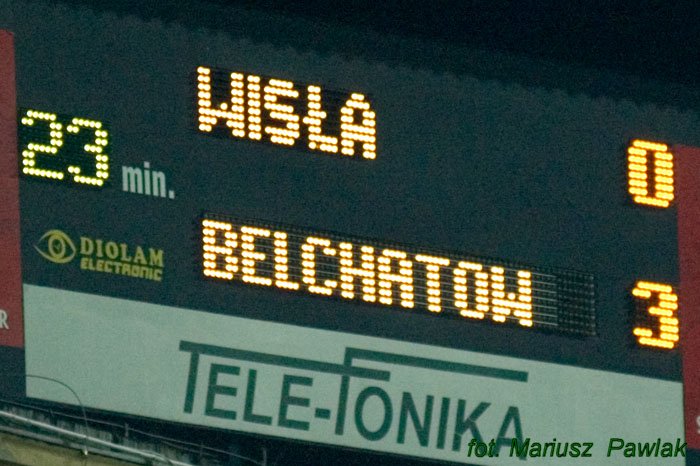 WISŁA 0
23 min.
BELCHATOW 3
DIOLAM
ELECTRONIC
R
TELE-FONIKA
fot. Mariusz Pawlak